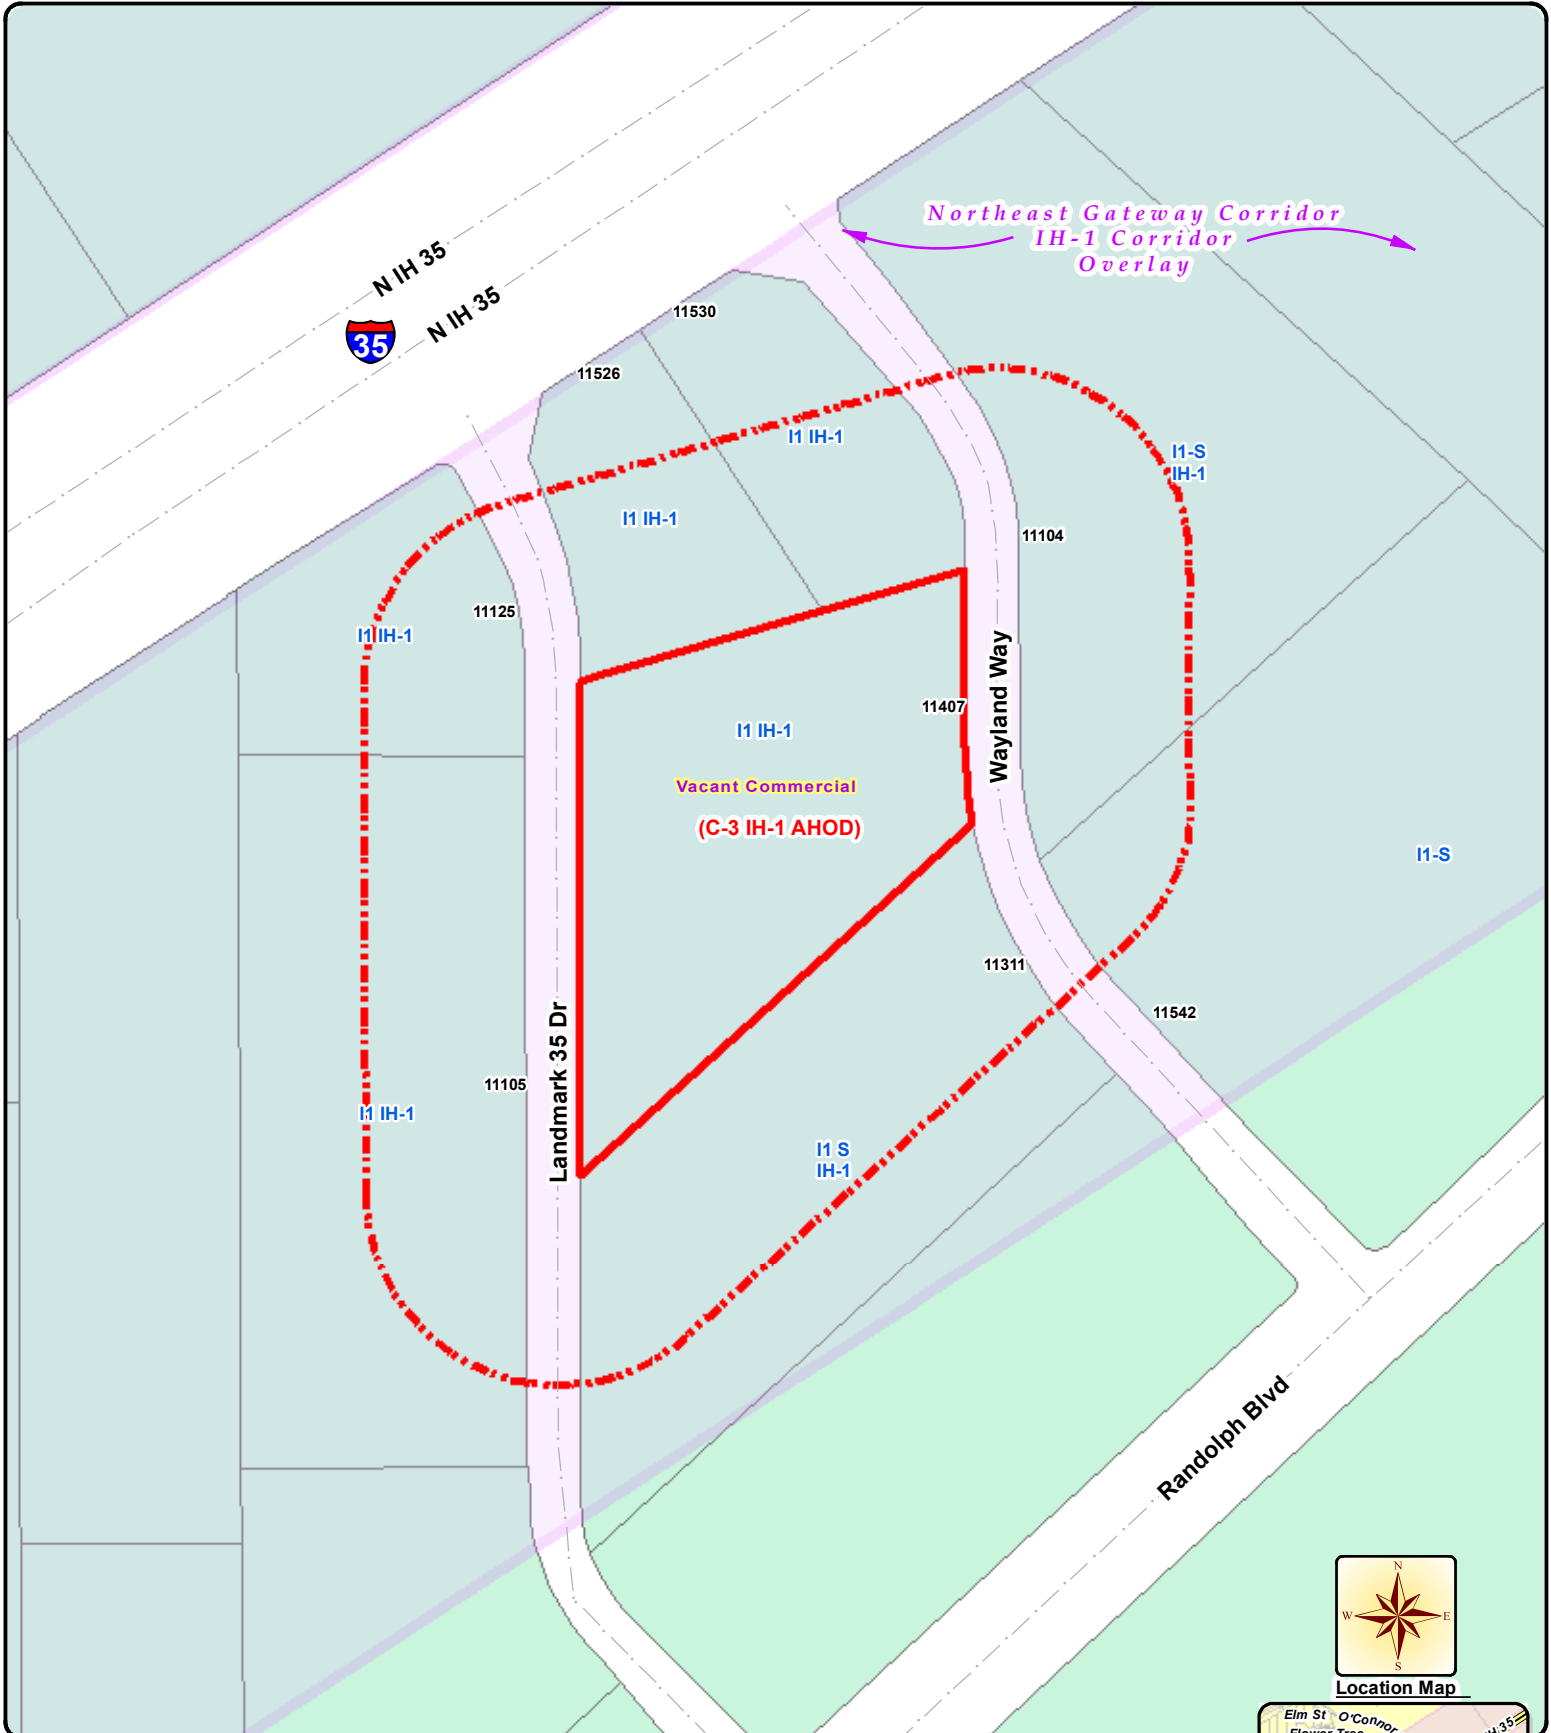 Northeast Gateway Corridor
IH-1 Corridor
Overlay
N IH 35
N IH 35
35
11530
11526
I1 IH-1
I1-S
IH-1
I1 IH-1
11104
11125
I1 IH-1
Wayland Way
11407
I1 IH-1
Vacant Commercial
(C-3 IH-1 AHOD)
I1-S
11311
11542
Landmark 35 Dr
11105
I1 IH-1
I1 S
IH-1
Randolph Blvd
N
W
E
S
Location Map
Elm St
O'Connor
IH 35